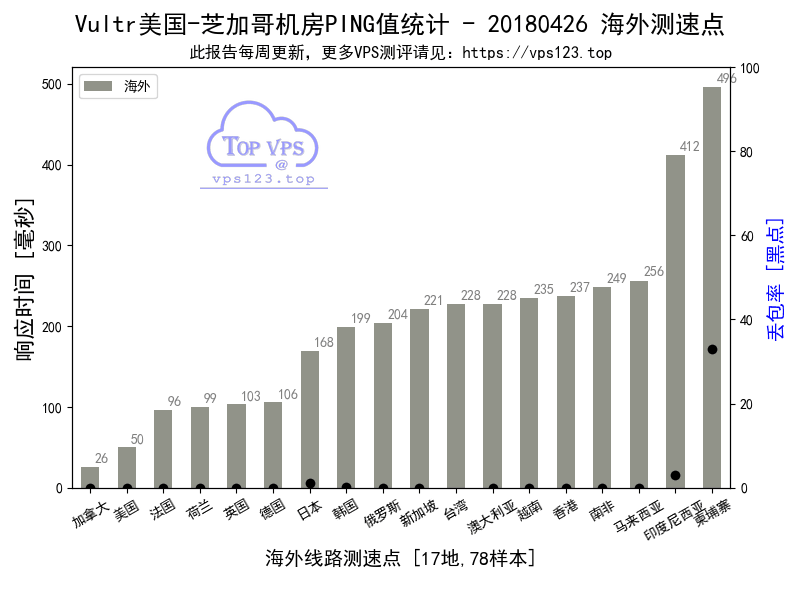 Vultr美国-芝加哥机房PING值统计 - 20180426 海外测速点
此报告每周更新，更多VPS测评请见：https://vps123.top
海外
TOP VPS
@
vps123.top
响应时间 [毫秒]
500
400
300
200
100
0
26
50
96
99
103
106
168
199
204
221
228
228
235
237
249
256
412
496
100
80
60
40
20
0
丢包率 [黑点]
加拿大
美国
法国
荷兰
英国
德国
日本
韩国
俄罗斯
新加坡
台湾
澳大利亚
越南
香港
南非
马来西亚
印度尼西亚
柬埔寨
海外线路测速点 [17地,78样本]